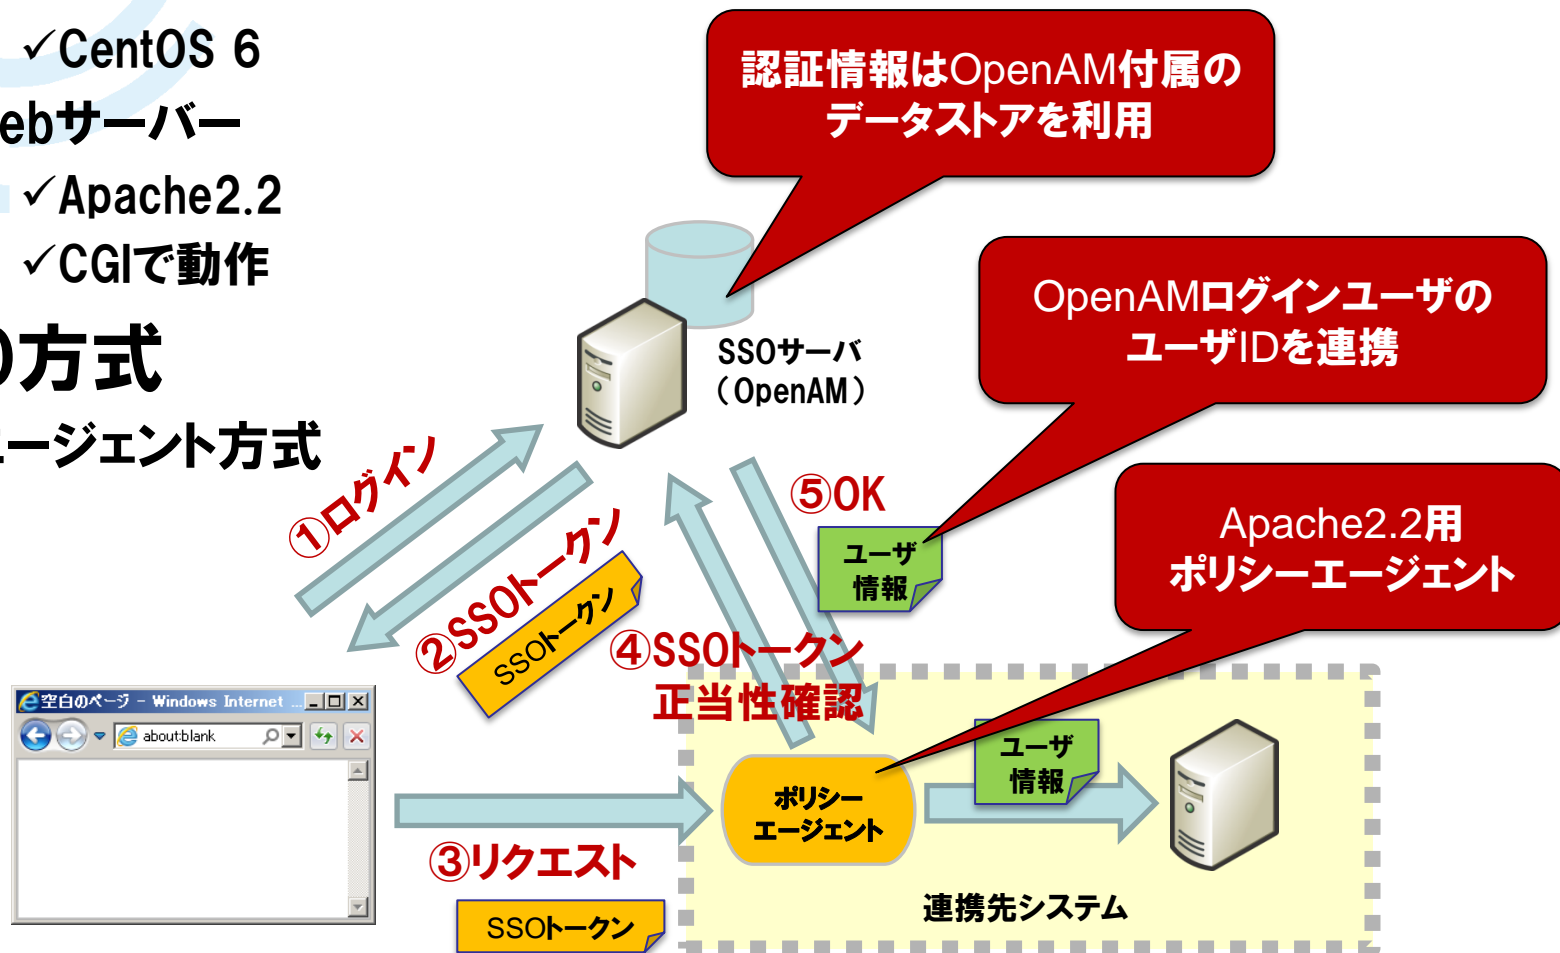 ✓CentOS 6
ebサーバー
✓Apache2.2
✓CGIで動作
O方式
エージェント方式
認証情報はOpenAM付属の
データストアを利用
SSOサーバ
（OpenAM）
OpenAMログインユーザの
ユーザIDを連携
①ログイン
②SSOトークン
SSOトークン
⑤OK
ユーザ
情報
Apache2.2用
ポリシーエージェント
④SSOトークン
正当性確認
空白のページ - Windows Internet ...
about:blank
③リクエスト
SSOトークン
ポリシー
エージェント
ユーザ
情報
連携先システム